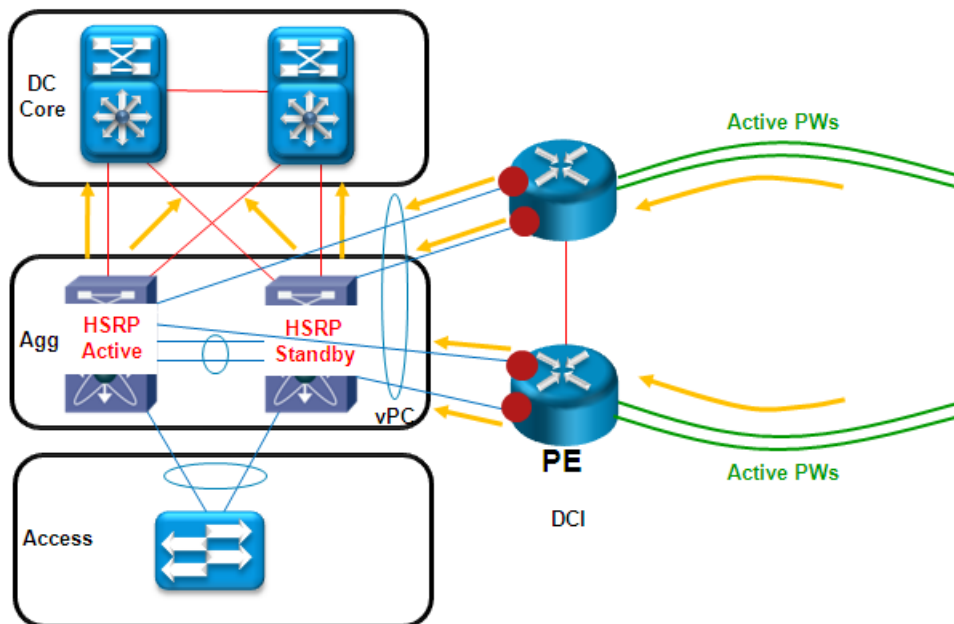 DC
Core
Active PWs
Agg
HSRP
Active
HSRP
Standby
vPC
PE
DCI
Active PWs
Access